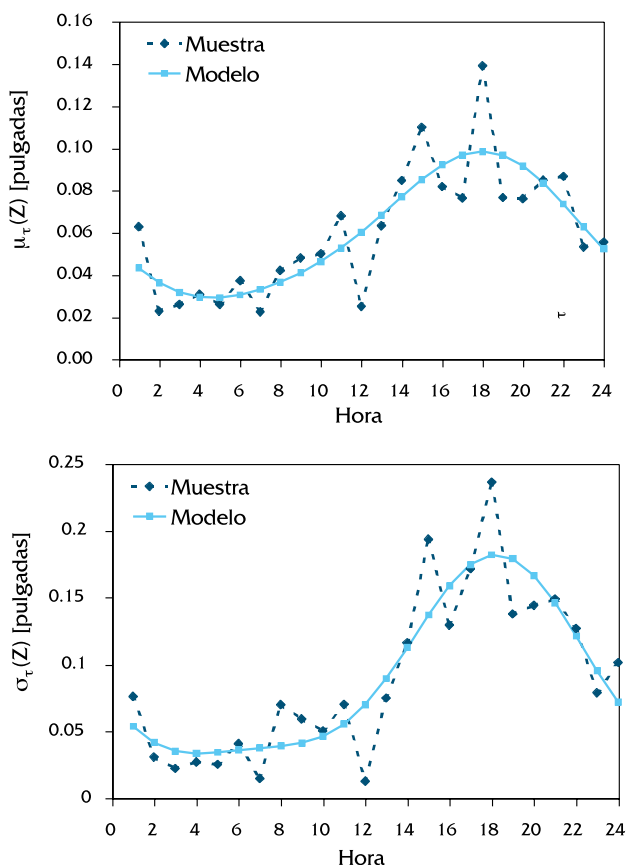 0.16
0.14
0.12
0.10
0.08
0.06
0.04
0.02
0.00
μτ(Z) [pulgadas]
Muestra
Modelo
τ
0 2 4 6 8 10 12 14 16 18 20 22 24
Hora
0.25
0.2
0.15
0.1
0.05
0
στ(Z) [pulgadas]
Muestra
Modelo
0 2 4 6 8 10 12 14 16 18 20 22 24
Hora